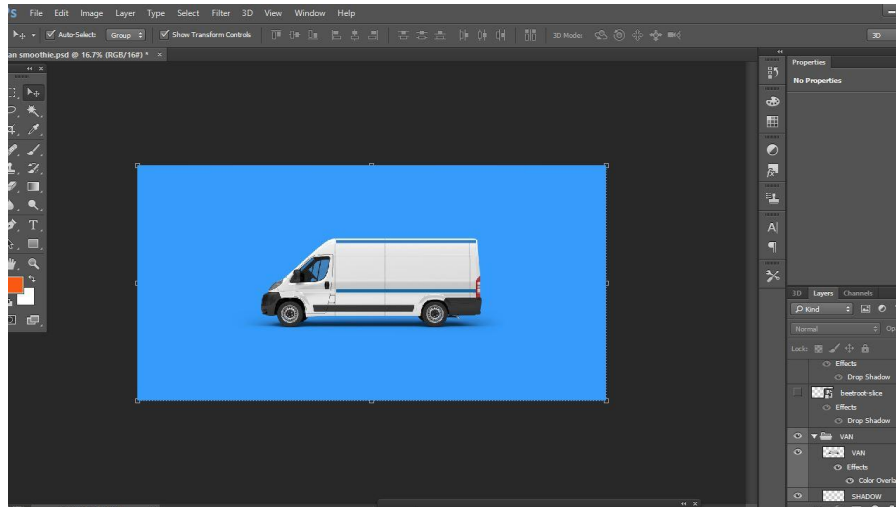 File Edit Image Layer Type Select Filter 3D View Window Help
Auto-Select: Group Show Transform Controls 3D Mode: 3D
an smoothie.psd @ 16.7% (RGB/16#) *
Properties
No Properties
3D Layers Channels
Kind
Normal Op
Lock:
Effects
Drop Shadow
beetroot-slice
Effects
Drop Shadow
VAN
VAN
Effects
Color Overla
SHADOW